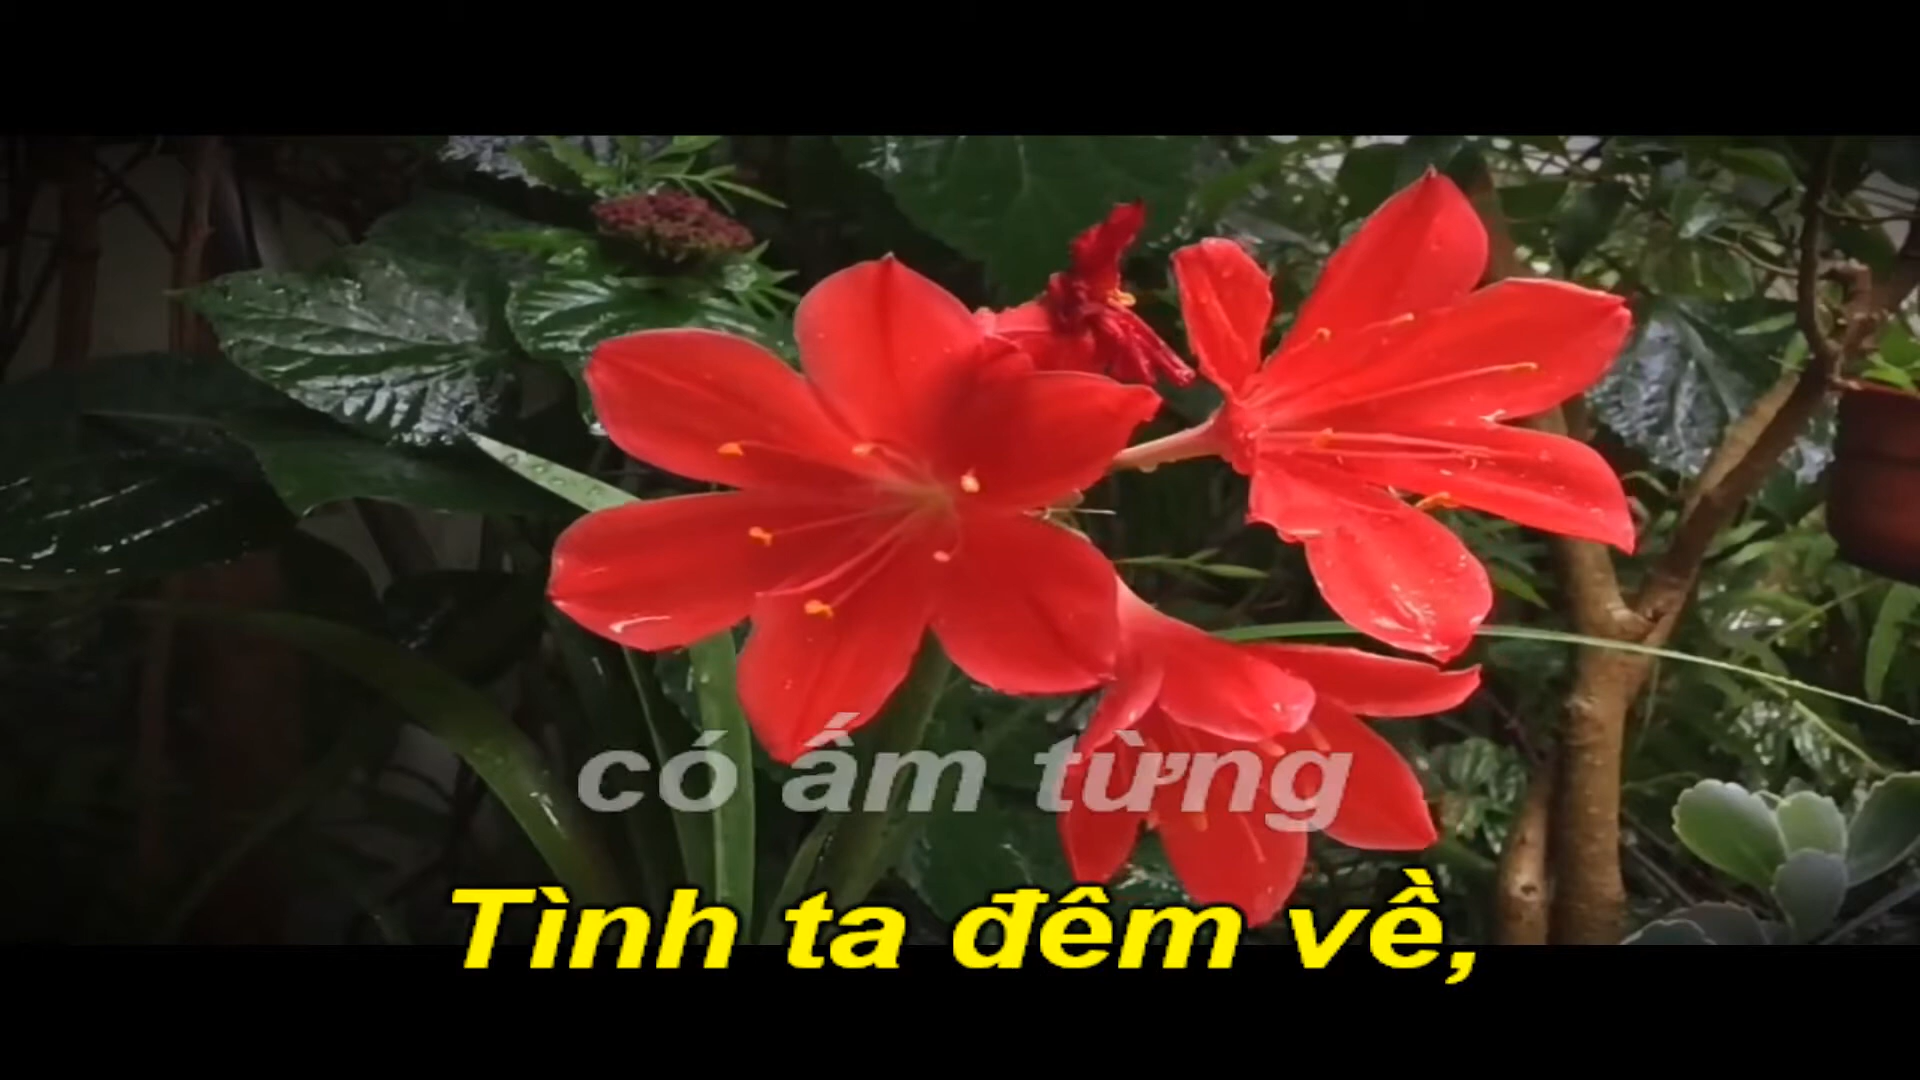 có ấm từng
Tình ta đêm về,